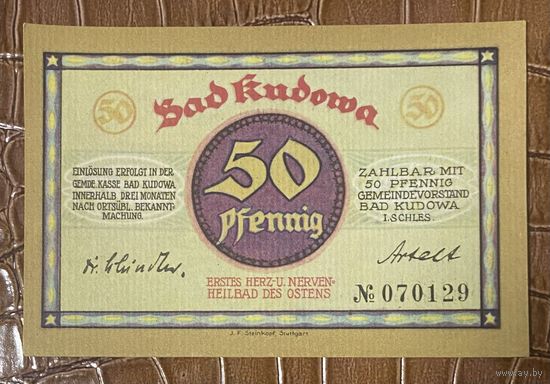 Bad Kudowa
50
50
EINLÖSUNG ERFOLGT IN DER
GEMDE. KASSE BAD KUDOWA
INNERHALB DREI MONATEN
NACH ORTSÜBL. BEKANNT-
MACHUNG.
50
Pfennig
ZAHLBAR MIT
50 PFENNIG
GEMEINDEVORSTAND
BAD KUDOWA
I. SCHLES.
ERSTES HERZ-U. NERVEN-
HEILBAD DES OSTENS
№ 070129
J. F. Steinkopf, Stuttgart
ay.by